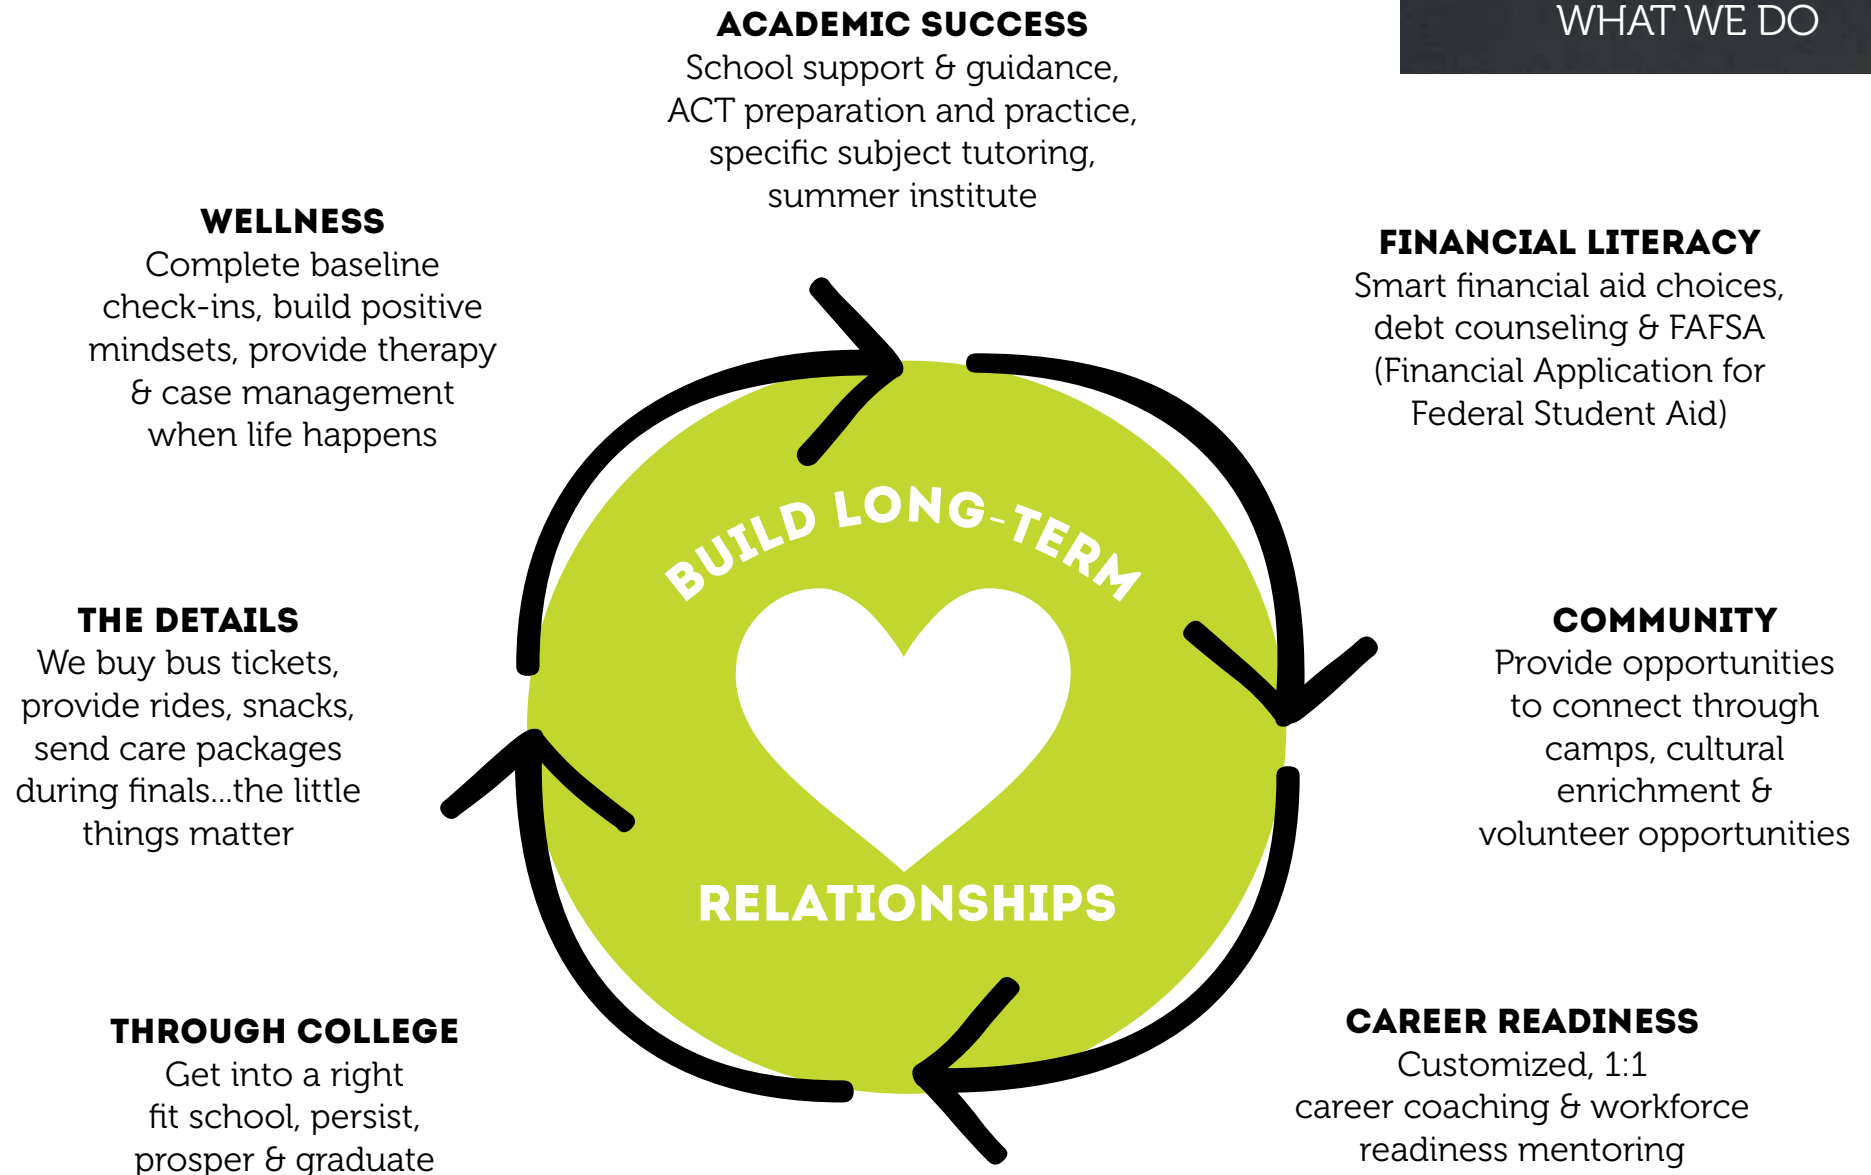 WHAT WE DO
ACADEMIC SUCCESS
School support & guidance,
ACT preparation and practice,
specific subject tutoring,
summer institute
FINANCIAL LITERACY
Smart financial aid choices,
debt counseling & FAFSA
(Financial Application for
Federal Student Aid)
COMMUNITY
Provide opportunities
to connect through
camps, cultural
enrichment &
volunteer opportunities
CAREER READINESS
Customized, 1:1
career coaching & workforce
readiness mentoring
THROUGH COLLEGE
Get into a right
fit school, persist,
prosper & graduate
THE DETAILS
We buy bus tickets,
provide rides, snacks,
send care packages
during finals...the little
things matter
WELLNESS
Complete baseline
check-ins, build positive
mindsets, provide therapy
& case management
when life happens
BUILD LONG-TERM
RELATIONSHIPS